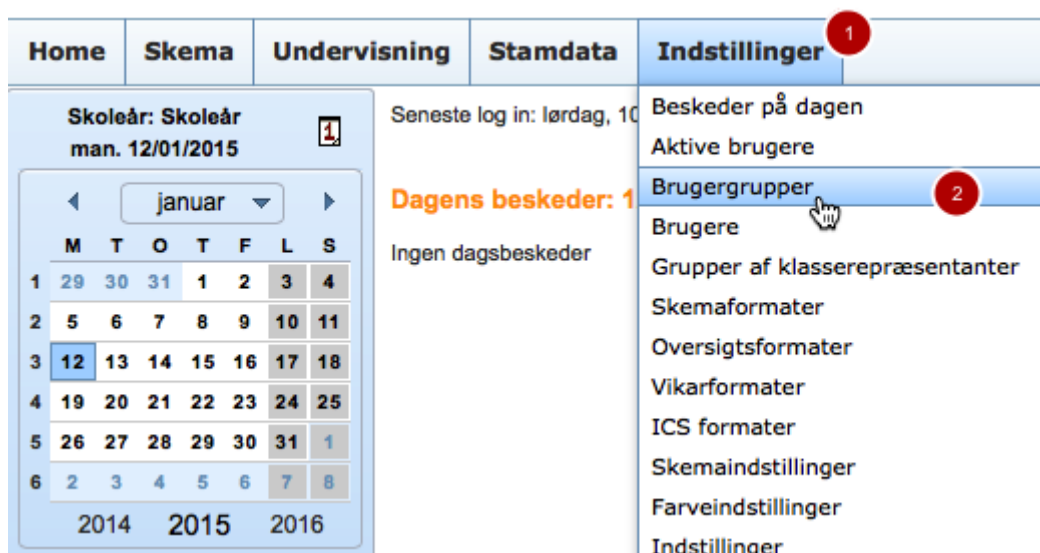 Home Skema Undervisning Stamdata Indstillinger 1
Skoleår: Skoleår
man. 12/01/2015
1
januar
M T O T F L S
1 29 30 31 1 2 3 4
2 5 6 7 8 9 10 11
3 12 13 14 15 16 17 18
4 19 20 21 22 23 24 25
5 26 27 28 29 30 31 1
6 2 3 4 5 6 7 8
2014 2015 2016
Seneste log in: lørdag, 10
Dagens beskeder: 1
Ingen dagsbeskeder
Beskeder på dagen
Aktive brugere
Brugergrupper 2
Brugere
Grupper af klasserepræsentanter
Skemaformater
Oversigtsformater
Vikarformater
ICS formater
Skemaindstillinger
Farveindstillinger
Indstillinger